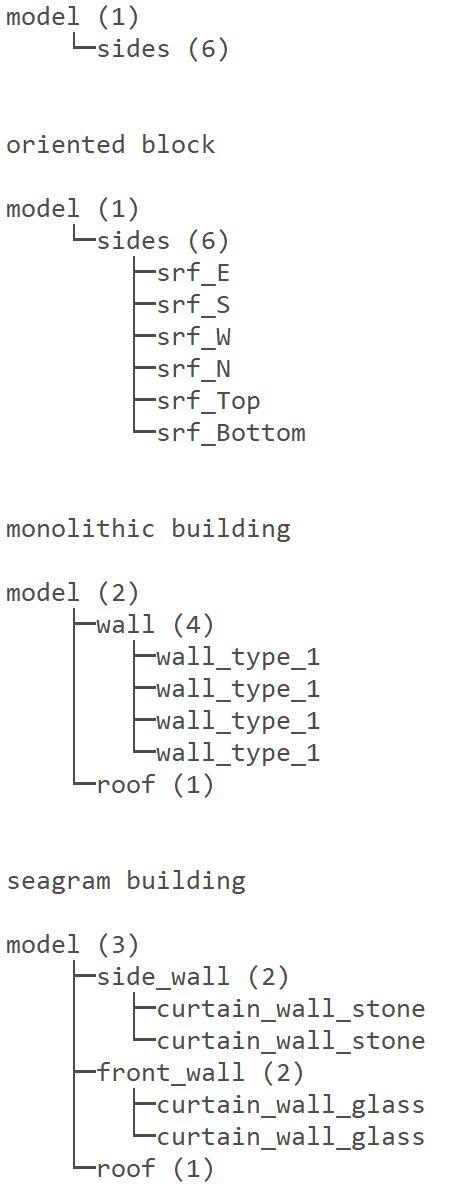 model (1)
sides (6)
oriented block
model (1)
sides (6)
srf_E
srf_S
srf_W
srf_N
srf_Top
srf_Bottom
monolithic building
model (2)
wall (4)
wall_type_1
wall_type_1
wall_type_1
wall_type_1
roof (1)
seagram building
model (3)
side_wall (2)
curtain_wall_stone
curtain_wall_stone
front_wall (2)
curtain_wall_glass
curtain_wall_glass
roof (1)